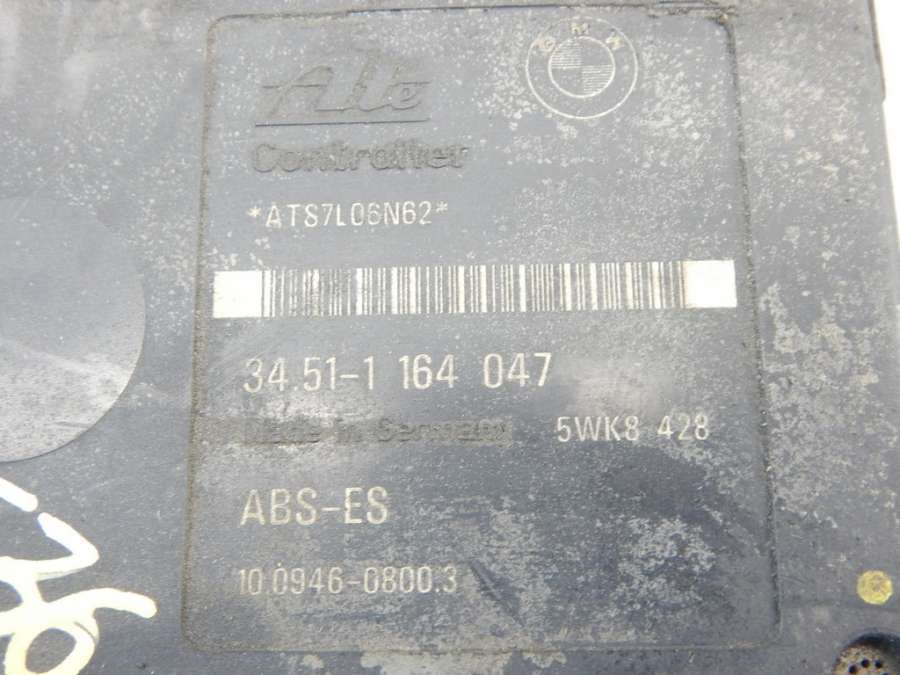 Ate
BMW
Controller
*ATS7L06N62*
34.51-1 164 047
Made in Germany 5WK8 428
ABS-ES
10.0946-0800.3